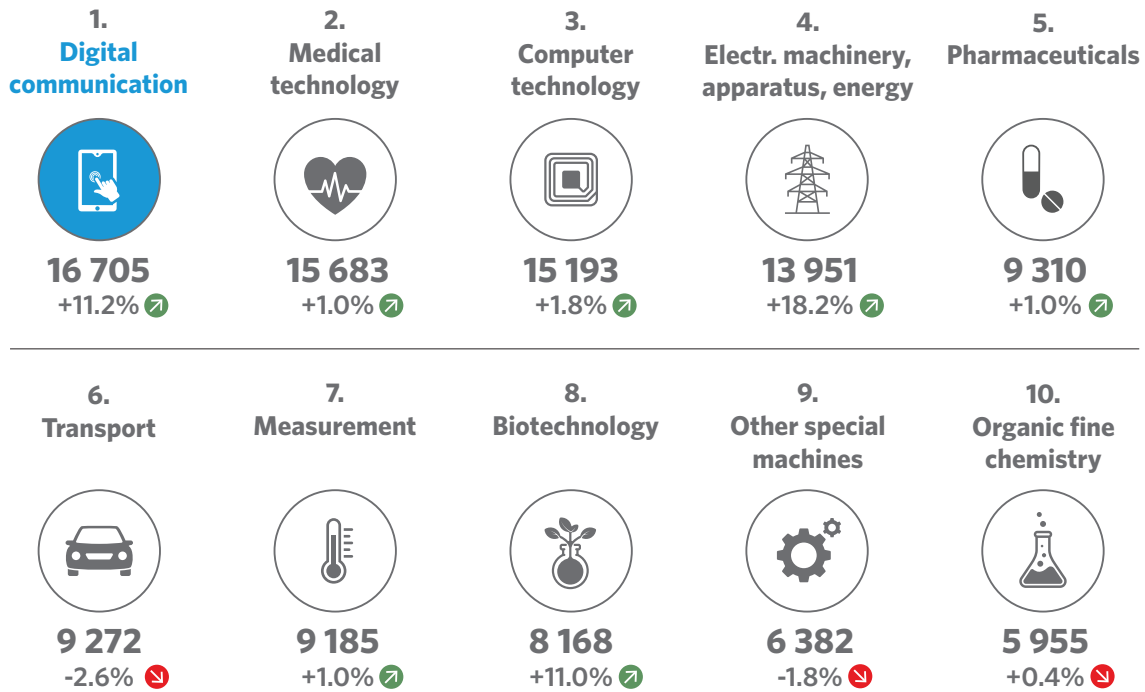 1.
Digital
communication
16 705
+11.2%
2.
Medical
technology
15 683
+1.0%
3.
Computer
technology
15 193
+1.8%
4.
Electr. machinery,
apparatus, energy
13 951
+18.2%
5.
Pharmaceuticals
9 310
+1.0%
6.
Transport
9 272
-2.6%
7.
Measurement
9 185
+1.0%
8.
Biotechnology
8 168
+11.0%
9.
Other special
machines
6 382
-1.8%
10.
Organic fine
chemistry
5 955
+0.4%